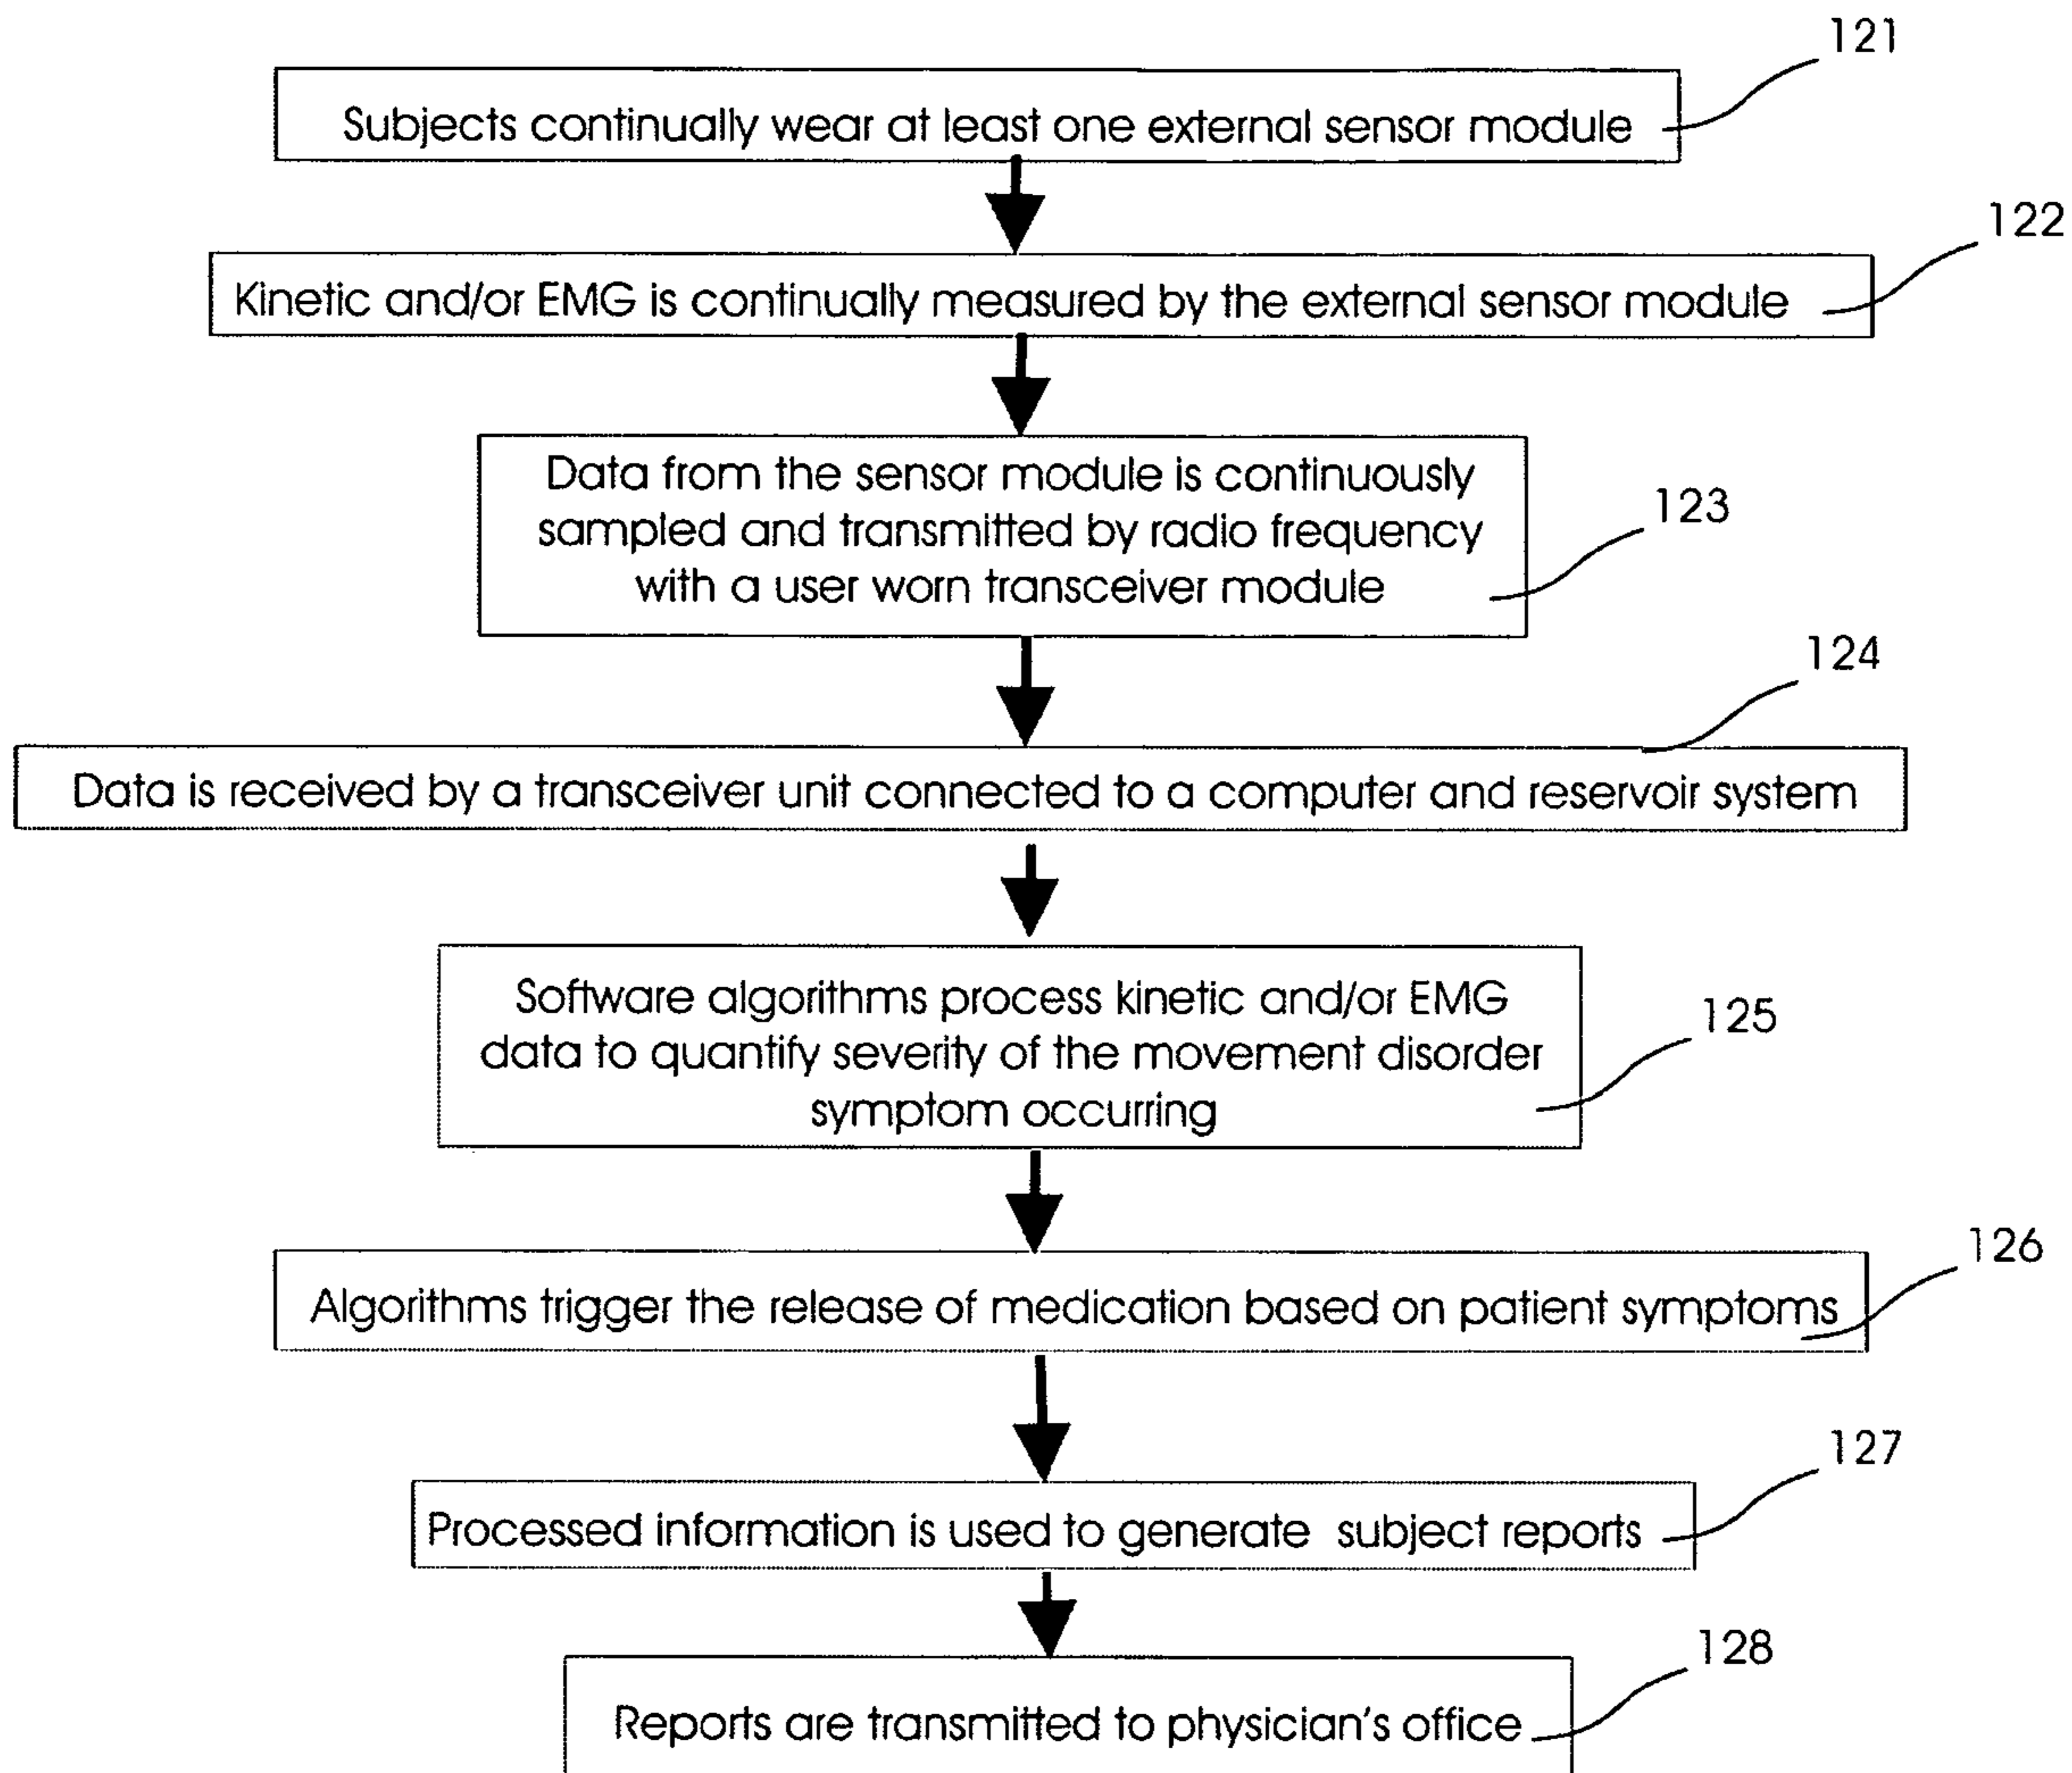 121
Subjects continually wear at least one external sensor module
122
Kinetic and/or EMG is continually measured by the external sensor module
Data from the sensor module is continuously
sampled and transmitted by radio frequency
with a user worn transceiver module
123
124
Data is received by a transceiver unit connected to a computer and reservoir system
Software algorithms process kinetic and/or EMG
data to quantify severity of the movement disorder
symptom occurring
125
126
Algorithms trigger the release of medication based on patient symptoms
127
Processed information is used to generate subject reports
128
Reports are transmitted to physician's office